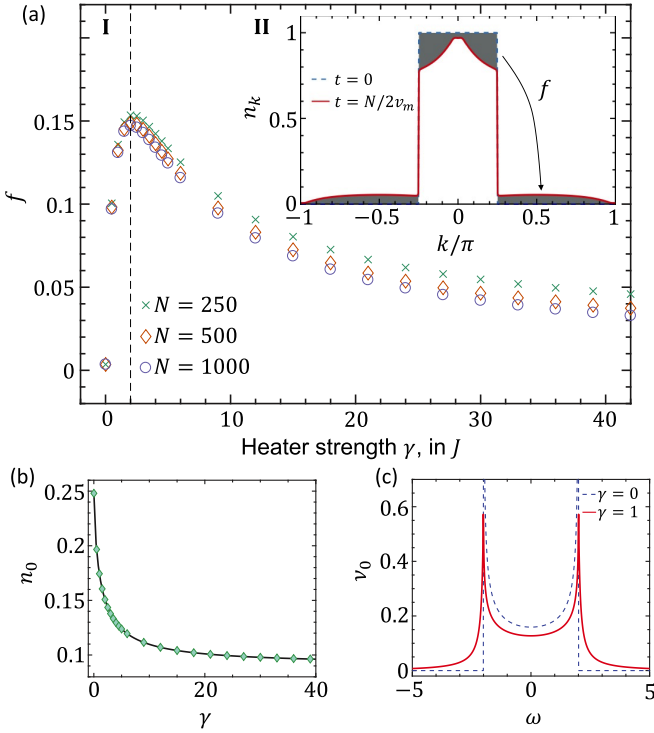 (a)
I
II
f
0.15
0.1
0.05
0
N = 250
N = 500
N = 1000
0 10 20 30 40
Heater strength γ, in J
n_k
1
0.5
0
t = 0
t = N/2v_m
f
-1 -0.5 0 0.5 1
k/π
(b)
n_0
0.25
0.2
0.15
0.1
0 20 40
γ
(c)
ν_0
0.6
0.4
0.2
0
γ = 0
γ = 1
-5 0 5
ω